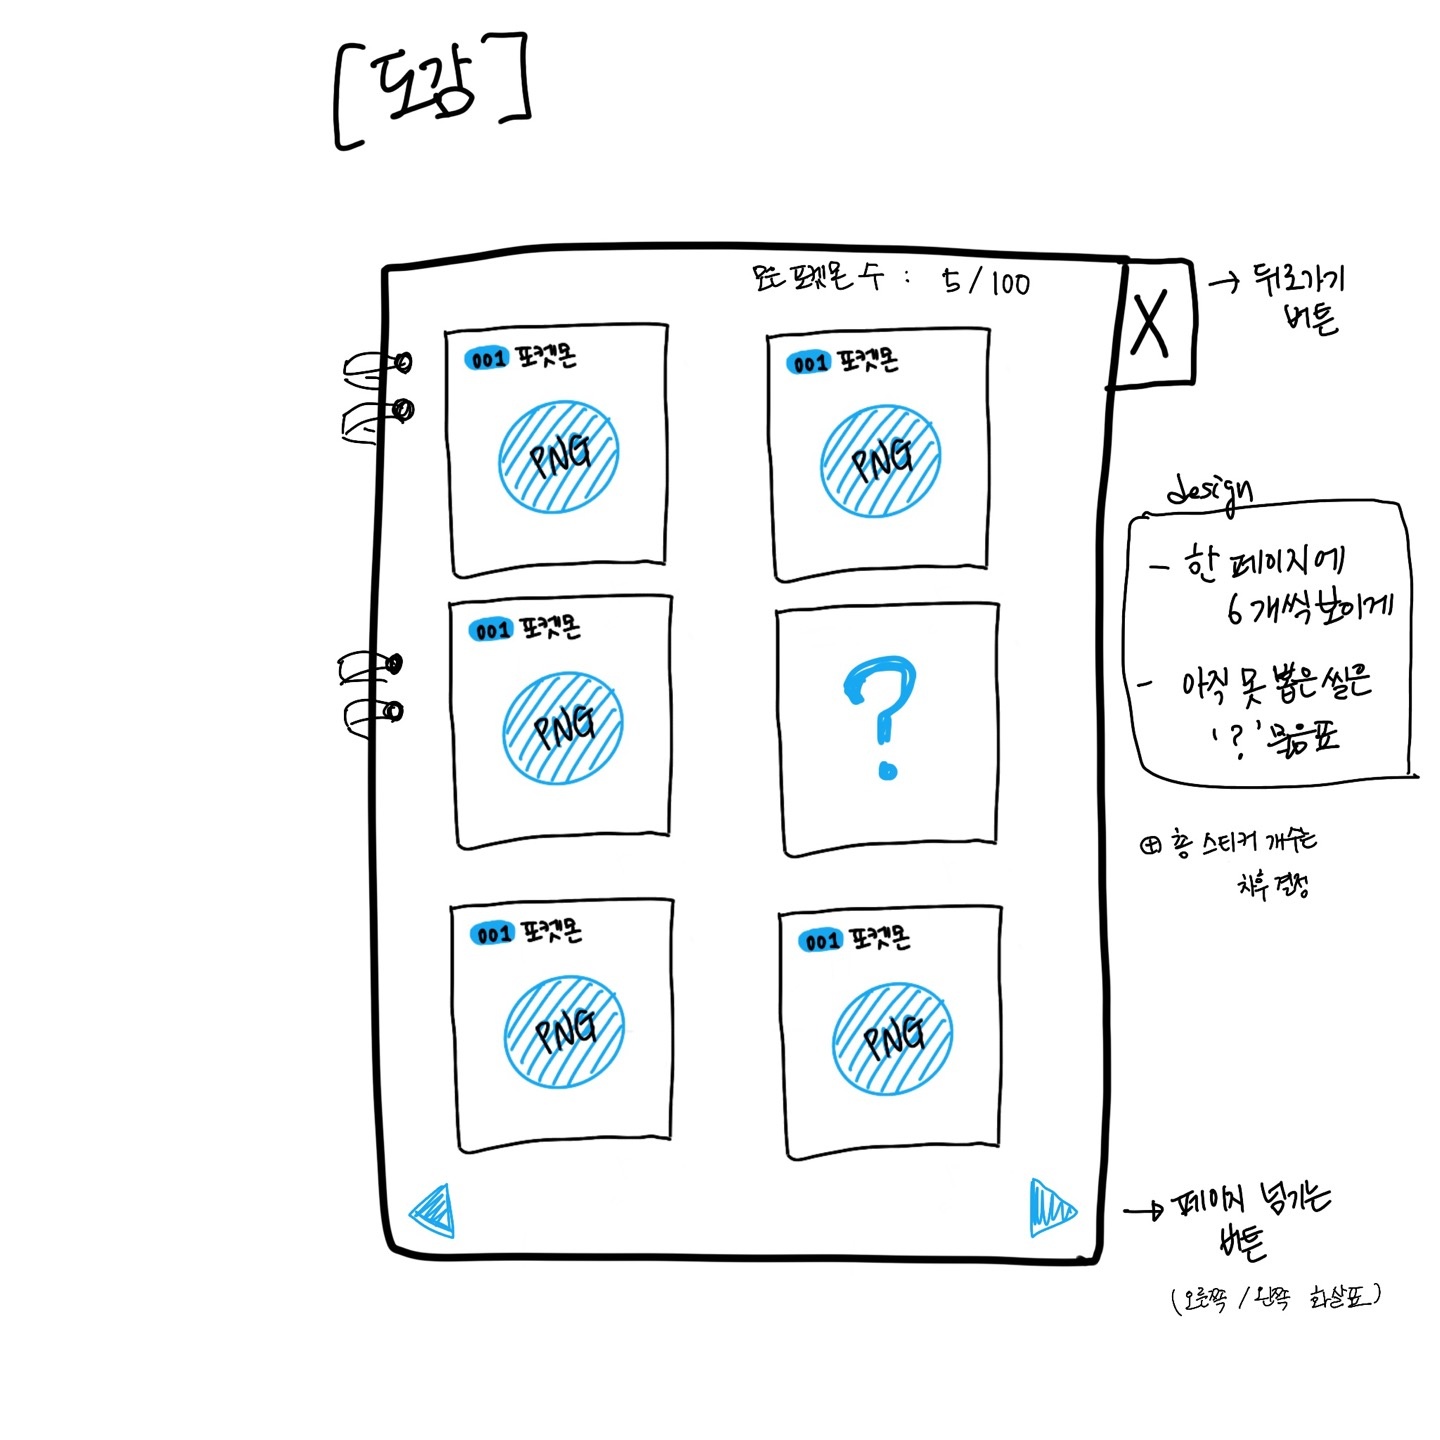 [도감]
모은 포켓몬 수 : 5/100
X
→ 뒤로가기
버튼
001 포켓몬
PNG
001 포켓몬
PNG
design
- 한 페이지에
6개씩 보이게
- 아직 못 뽑은 씰은
'?' 물음표
001 포켓몬
PNG
?
⊕ 총 스티커 개수는
차후 결정
001 포켓몬
PNG
001 포켓몬
PNG
→ 페이지 넘기는
버튼
(오른쪽 / 왼쪽 화살표)